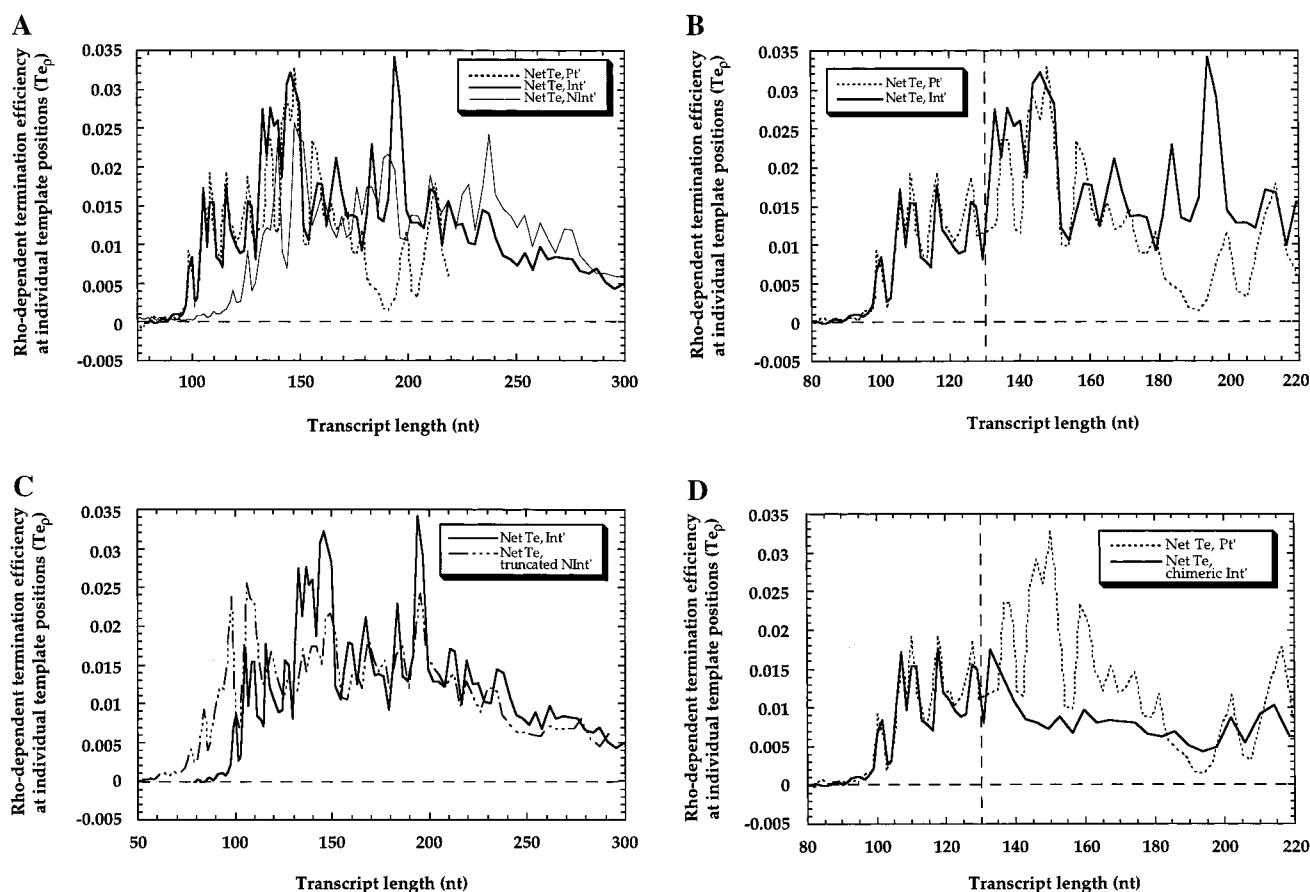 A
Rho-dependent termination efficiency
at individual template positions (Teρ)
0.035
0.03
0.025
0.02
0.015
0.01
0.005
0
-0.005
NetTe, Pt'
NetTe, Int'
NetTe, NInt'
100
150
200
250
300
Transcript length (nt)
B
Rho-dependent termination efficiency
at individual template positions (Teρ)
0.035
0.03
0.025
0.02
0.015
0.01
0.005
0
-0.005
NetTe, Pt'
NetTe, Int'
80
100
120
140
160
180
200
220
Transcript length (nt)
C
Rho-dependent termination efficiency
at individual template positions (Teρ)
0.035
0.03
0.025
0.02
0.015
0.01
0.005
0
-0.005
Net Te, Int'
Net Te,
truncated NInt'
50
100
150
200
250
300
Transcript length (nt)
D
Rho-dependent termination efficiency
at individual template positions (Teρ)
0.035
0.03
0.025
0.02
0.015
0.01
0.005
0
-0.005
Net Te, Pt'
Net Te,
chimeric Int'
80
100
120
140
160
180
200
220
Transcript length (nt)